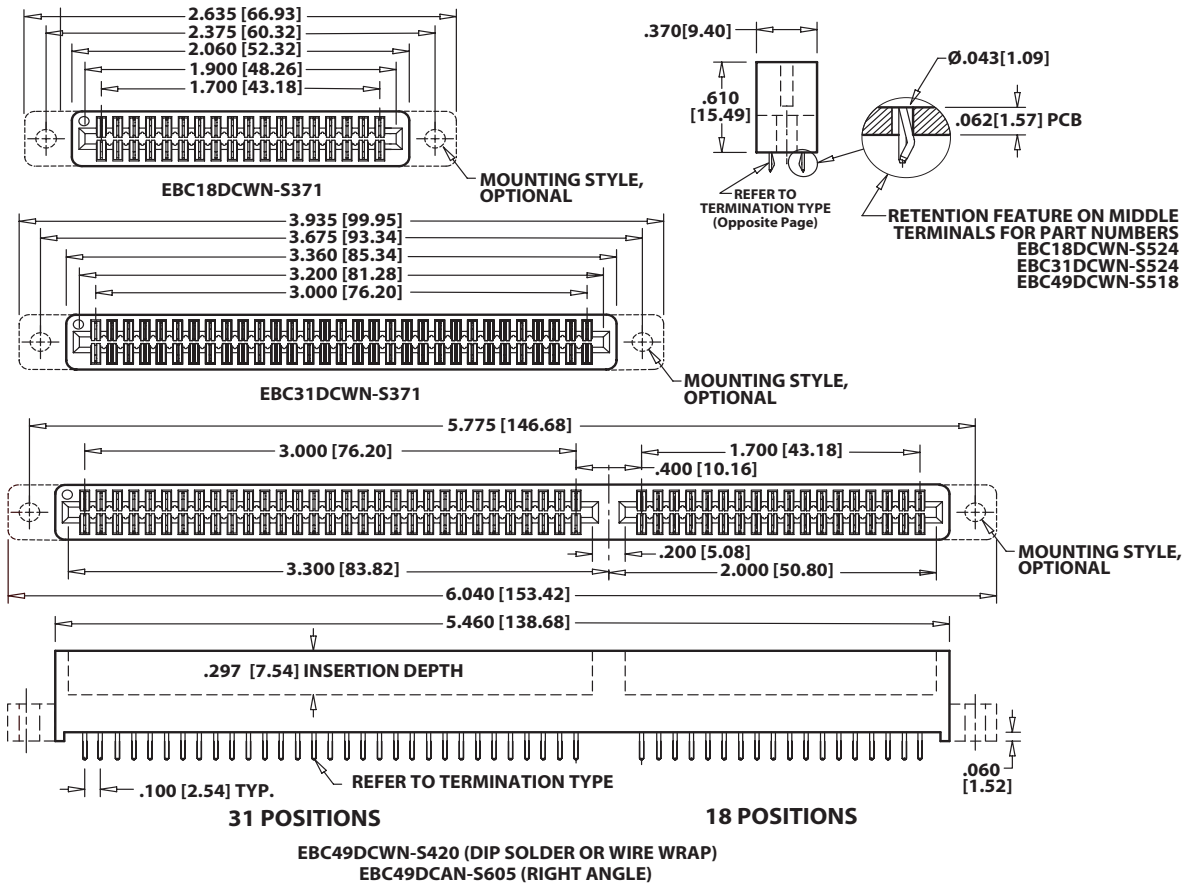 2.635 [66.93]
2.375 [60.32]
2.060 [52.32]
1.900 [48.26]
1.700 [43.18]
EBC18DCWN-S371
MOUNTING STYLE,
OPTIONAL
.370[9.40]
.610
[15.49]
Ø.043[1.09]
.062[1.57] PCB
REFER TO
TERMINATION TYPE
(Opposite Page)
RETENTION FEATURE ON MIDDLE
TERMINALS FOR PART NUMBERS
EBC18DCWN-S524
EBC31DCWN-S524
EBC49DCWN-S518
3.935 [99.95]
3.675 [93.34]
3.360 [85.34]
3.200 [81.28]
3.000 [76.20]
EBC31DCWN-S371
MOUNTING STYLE,
OPTIONAL
5.775 [146.68]
3.000 [76.20]
1.700 [43.18]
.400 [10.16]
.200 [5.08]
MOUNTING STYLE,
OPTIONAL
3.300 [83.82]
2.000 [50.80]
6.040 [153.42]
5.460 [138.68]
.297 [7.54] INSERTION DEPTH
REFER TO TERMINATION TYPE
.100 [2.54] TYP.
.060
[1.52]
31 POSITIONS
18 POSITIONS
EBC49DCWN-S420 (DIP SOLDER OR WIRE WRAP)
EBC49DCAN-S605 (RIGHT ANGLE)